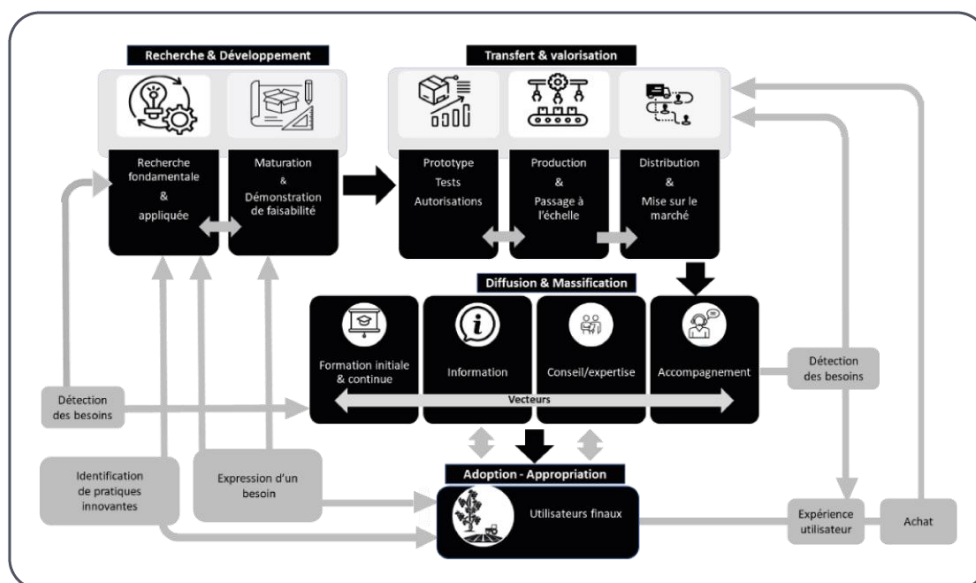 Recherche & Développement
Transfert & valorisation
Recherche
fondamentale
&
appliquée
Maturation
&
Démonstration
de faisabilité
Prototype
Tests
Autorisations
Production
&
Passage à
l'échelle
Distribution
&
Mise sur le
marché
Diffusion & Massification
Formation initiale
& continue
Information
Conseil/expertise
Accompagnement
Vecteurs
Détection
des besoins
Détection
des besoins
Identification
de pratiques
innovantes
Expression d'un
besoin
Adoption - Appropriation
Utilisateurs finaux
Expérience
utilisateur
Achat